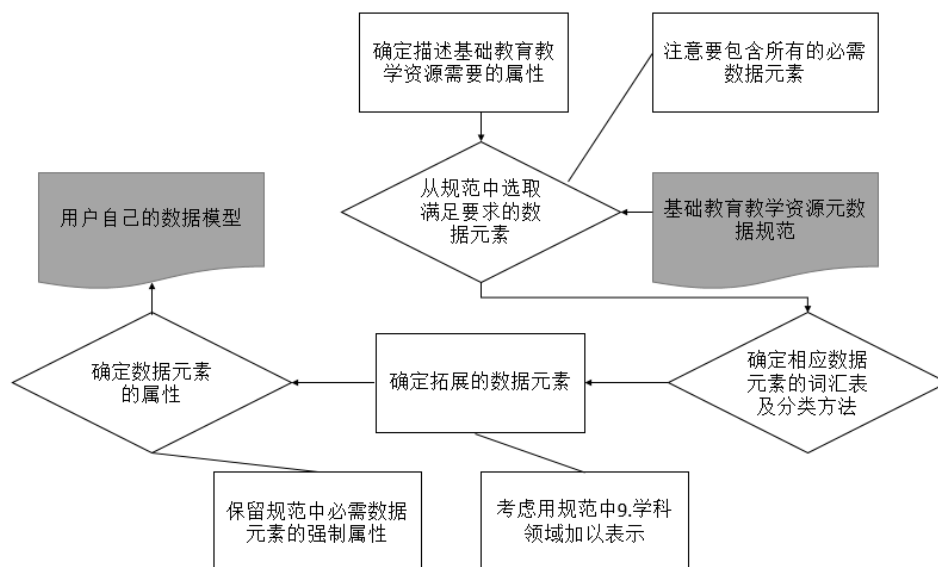 确定描述基础教育教
学资源需要的属性
注意要包含所有的必需
数据元素
从规范中选取
满足要求的数
据元素
基础教育教学资源元数
据规范
用户自己的数据模型
确定数据元素
的属性
确定拓展的数据元素
确定相应数据
元素的词汇表
及分类方法
保留规范中必需数据
元素的强制属性
考虑用规范中9.学科
领域加以表示